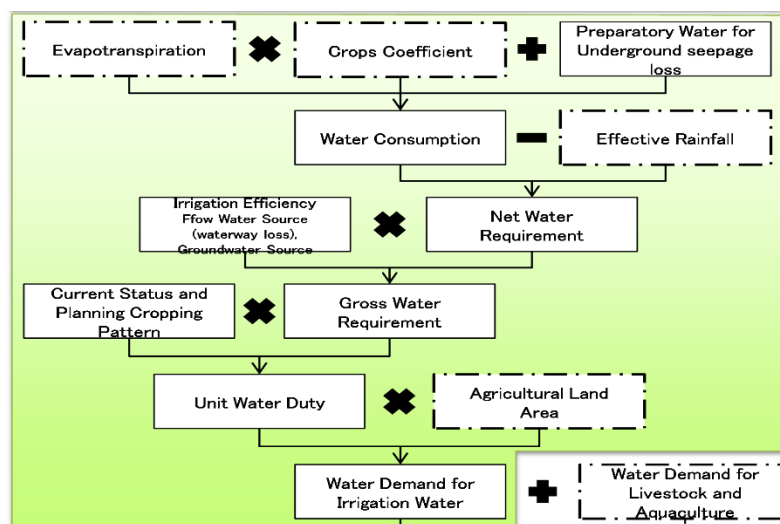 Evapotranspiration
Crops Coefficient
Preparatory Water for
Underground seepage
loss
Water Consumption
Effective Rainfall
Irrigation Efficiency
Ffow Water Source
(waterway loss),
Groundwater Source
Net Water
Requirement
Current Status and
Planning Cropping
Pattern
Gross Water
Requirement
Unit Water Duty
Agricultural Land
Area
Water Demand for
Irrigation Water
Water Demand for
Livestock and
Aquaculture